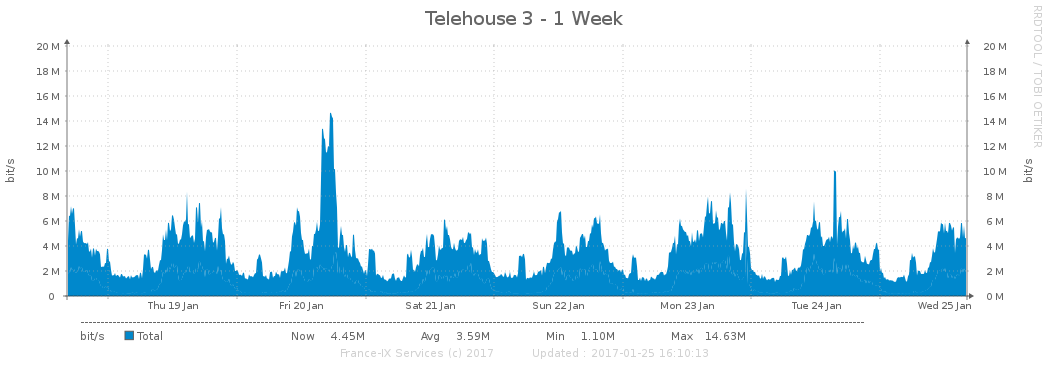 Telehouse 3 - 1 Week
RRDTOOL / TOBI OETIKER
bit/s
20 M 20 M
18 M 18 M
16 M 16 M
14 M 14 M
12 M 12 M
10 M 10 M
8 M 8 M
6 M 6 M
4 M 4 M
2 M 2 M
0 0 M
bit/s
Thu 19 Jan Fri 20 Jan Sat 21 Jan Sun 22 Jan Mon 23 Jan Tue 24 Jan Wed 25 Jan
bit/s Total Now 4.45M Avg 3.59M Min 1.10M Max 14.63M
France-IX Services (c) 2017 Updated : 2017-01-25 16:10:13